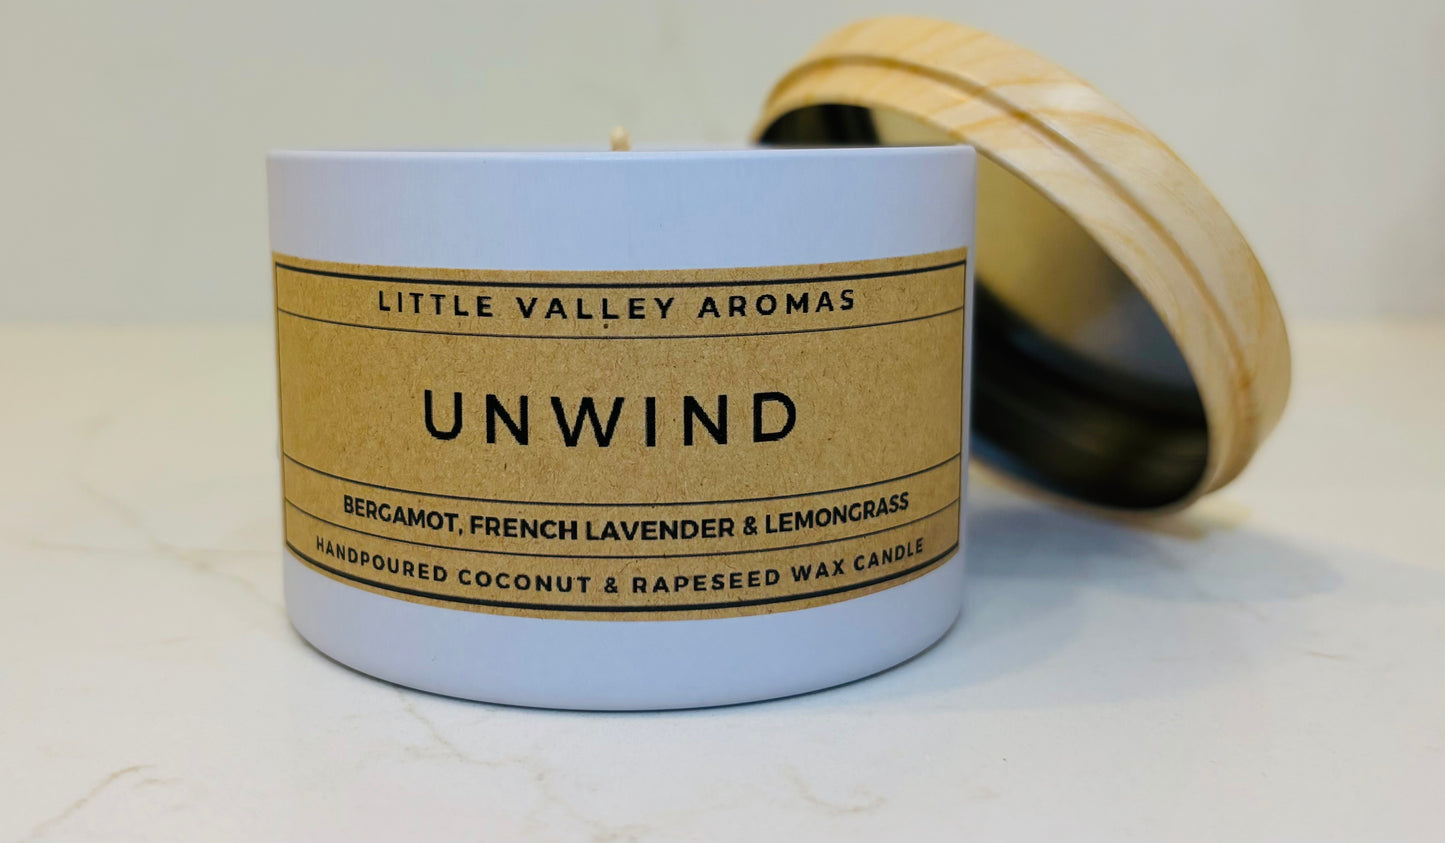 LITTLE VALLEY AROMAS
UNWIND
BERGAMOT, FRENCH LAVENDER & LEMONGRASS
HANDPOURED COCONUT & RAPESEED WAX CANDLE